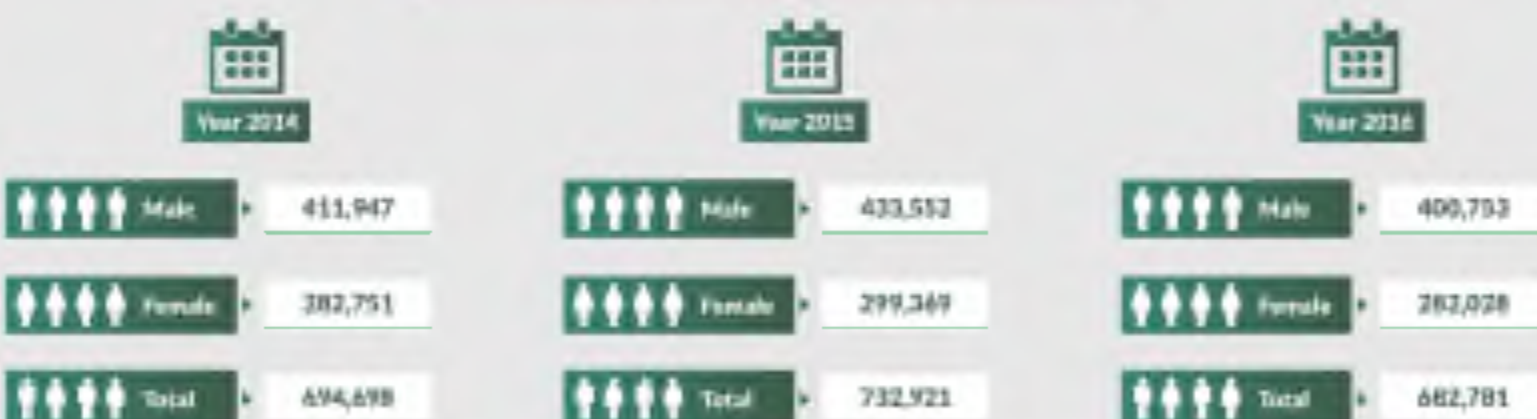 Year 2014
Male 411,947
Female 282,751
Total 694,698
Year 2015
Male 433,552
Female 299,369
Total 732,921
Year 2016
Male 400,753
Female 282,028
Total 682,781